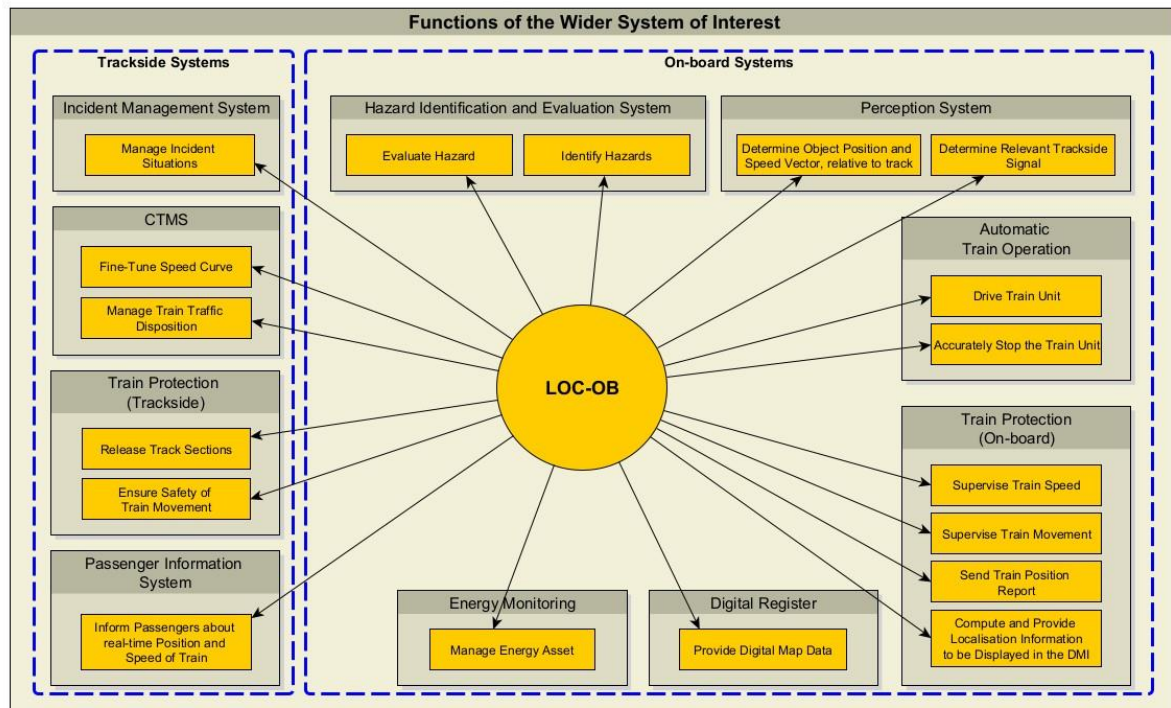 Functions of the Wider System of Interest
Trackside Systems
Incident Management System
Manage Incident
Situations
CTMS
Fine-Tune Speed Curve
Manage Train Traffic
Disposition
Train Protection
(Trackside)
Release Track Sections
Ensure Safety of
Train Movement
Passenger Information
System
Inform Passengers about
real-time Position and
Speed of Train
On-board Systems
Hazard Identification and Evaluation System
Evaluate Hazard
Identify Hazards
Perception System
Determine Object Position and
Speed Vector, relative to track
Determine Relevant Trackside
Signal
Automatic
Train Operation
Drive Train Unit
Accurately Stop the Train Unit
LOC-OB
Train Protection
(On-board)
Supervise Train Speed
Supervise Train Movement
Send Train Position
Report
Compute and Provide
Localisation Information
to be Displayed in the DMI
Energy Monitoring
Manage Energy Asset
Digital Register
Provide Digital Map Data